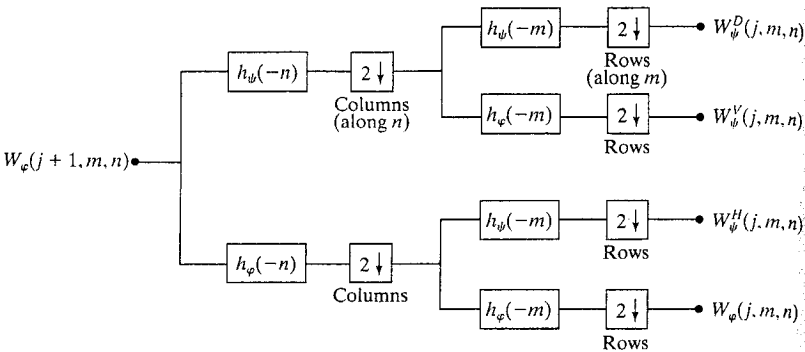 h_ψ(−m)
2↓
W_ψ^D(j, m, n)
Rows
(along m)
h_ψ(−n)
2↓
Columns
(along n)
h_φ(−m)
2↓
W_ψ^V(j, m, n)
Rows
W_φ(j + 1, m, n)
h_ψ(−m)
2↓
W_ψ^H(j, m, n)
Rows
h_φ(−n)
2↓
Columns
h_φ(−m)
2↓
W_φ(j, m, n)
Rows